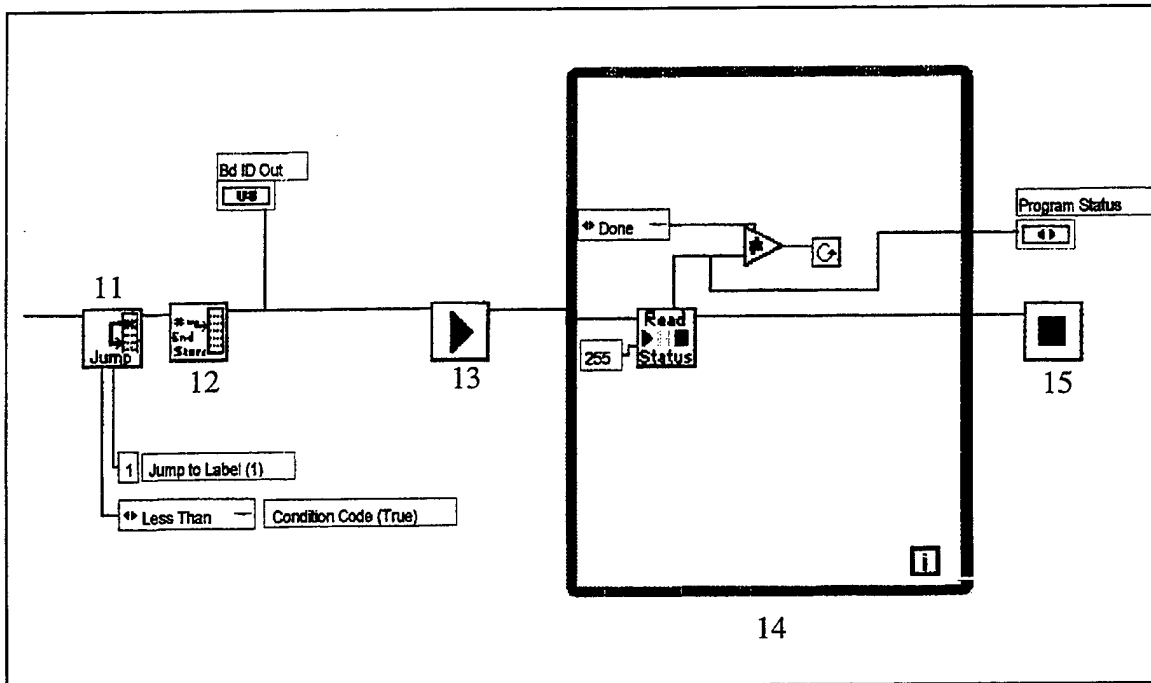 Bd ID Out
U8
Done
Program Status
11
Jump
12
End
Store
13
Read
Status
255
15
1
Jump to Label (1)
Less Than
Condition Code (True)
i
14